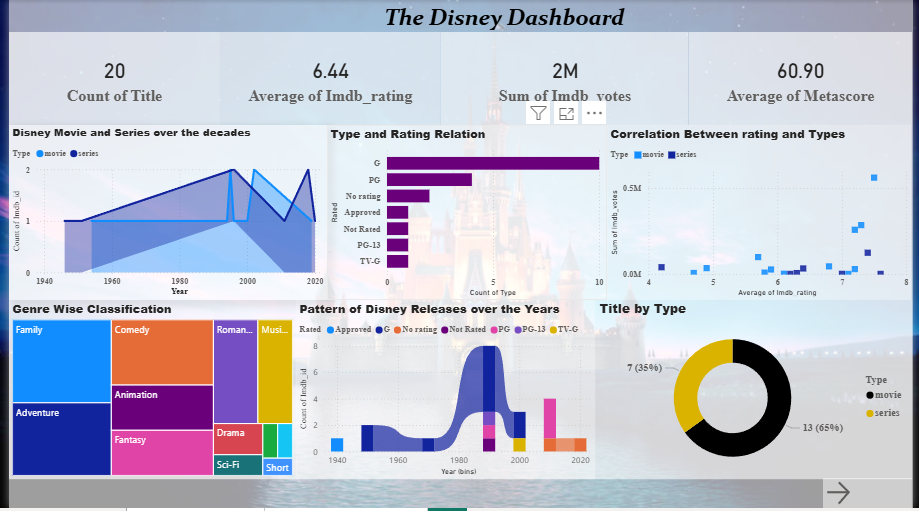 The Disney Dashboard
20
Count of Title
6.44
Average of Imdb_rating
2M
Sum of Imdb_votes
60.90
Average of Metascore
Disney Movie and Series over the decades
Type movie series
Count of Imdb_id
2
1
0
1940 1960 1980 2000 2020
Year
Type and Rating Relation
Rated
G
PG
No rating
Approved
Not Rated
PG-13
TV-G
0 5 10
Count of Type
Correlation Between rating and Types
Type movie series
Sum of Imdb_votes
0.5M
0.0M
4 5 6 7 8
Average of Imdb_rating
Genre Wise Classification
Family
Adventure
Comedy
Animation
Fantasy
Roman...
Musi...
Drama
Sci-Fi
Short
Pattern of Disney Releases over the Years
Rated Approved G No rating Not Rated PG PG-13 TV-G
Count of Imdb_id
8
6
4
2
0
1940 1960 1980 2000 2020
Year (bins)
Title by Type
7 (35%)
13 (65%)
Type
movie
series